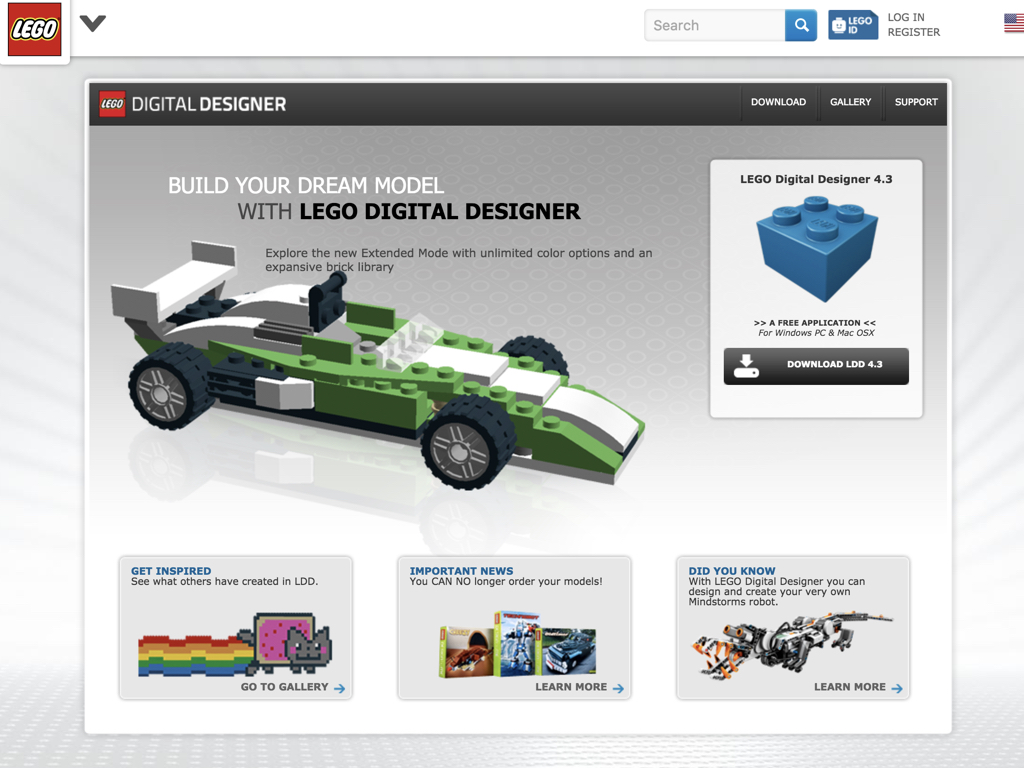 LEGO
Search
LEGO
ID
LOG IN
REGISTER
LEGO DIGITAL DESIGNER
DOWNLOAD
GALLERY
SUPPORT
BUILD YOUR DREAM MODEL
WITH LEGO DIGITAL DESIGNER
Explore the new Extended Mode with unlimited color options and an
expansive brick library
LEGO Digital Designer 4.3
>> A FREE APPLICATION <<
For Windows PC & Mac OSX
DOWNLOAD LDD 4.3
GET INSPIRED
See what others have created in LDD.
GO TO GALLERY
IMPORTANT NEWS
You CAN NO longer order your models!
LEARN MORE
DID YOU KNOW
With LEGO Digital Designer you can
design and create your very own
Mindstorms robot.
LEARN MORE